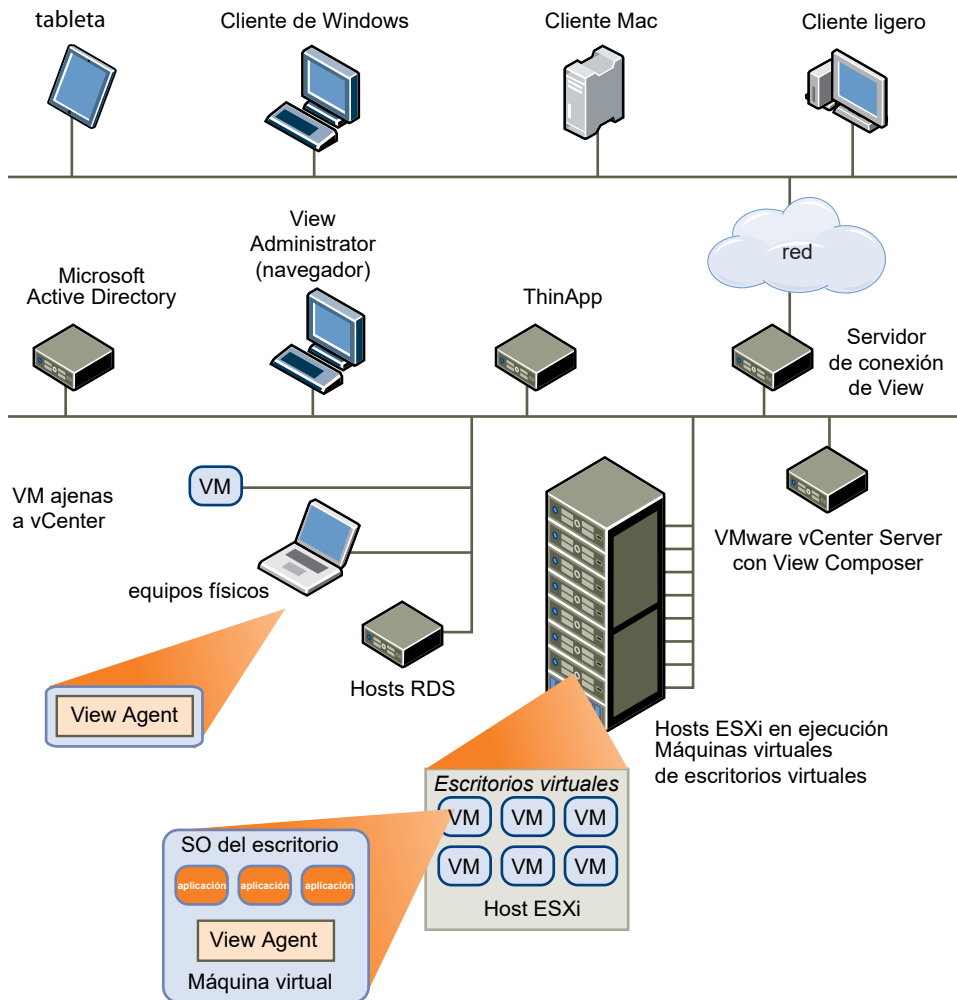 tableta
Cliente de Windows
Cliente Mac
Cliente ligero
red
View
Administrator
(navegador)
Microsoft
Active Directory
ThinApp
Servidor
de conexión
de View
VM ajenas
a vCenter
VM
equipos físicos
VMware vCenter Server
con View Composer
Hosts RDS
View Agent
Hosts ESXi en ejecución
Máquinas virtuales
de escritorios virtuales
Escritorios virtuales
VM VM VM
VM VM VM
Host ESXi
SO del escritorio
aplicación aplicación aplicación
View Agent
Máquina virtual